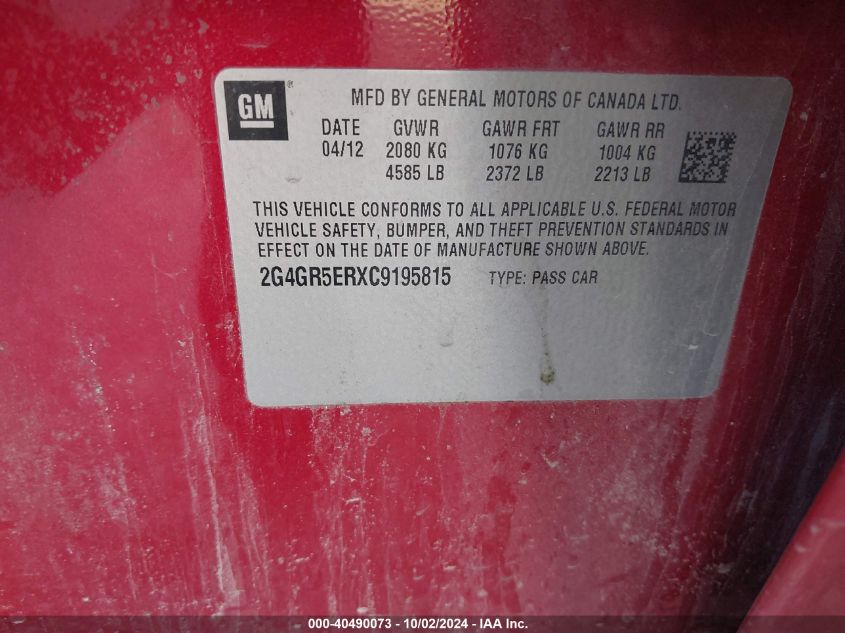 GM ®
MFD BY GENERAL MOTORS OF CANADA LTD.
DATE GVWR GAWR FRT GAWR RR
04/12 2080 KG 1076 KG 1004 KG
4585 LB 2372 LB 2213 LB
THIS VEHICLE CONFORMS TO ALL APPLICABLE U.S. FEDERAL MOTOR
VEHICLE SAFETY, BUMPER, AND THEFT PREVENTION STANDARDS IN
EFFECT ON THE DATE OF MANUFACTURE SHOWN ABOVE.
2G4GR5ERXC9195815 TYPE: PASS CAR
000-40490073 - 10/02/2024 - IAA Inc.